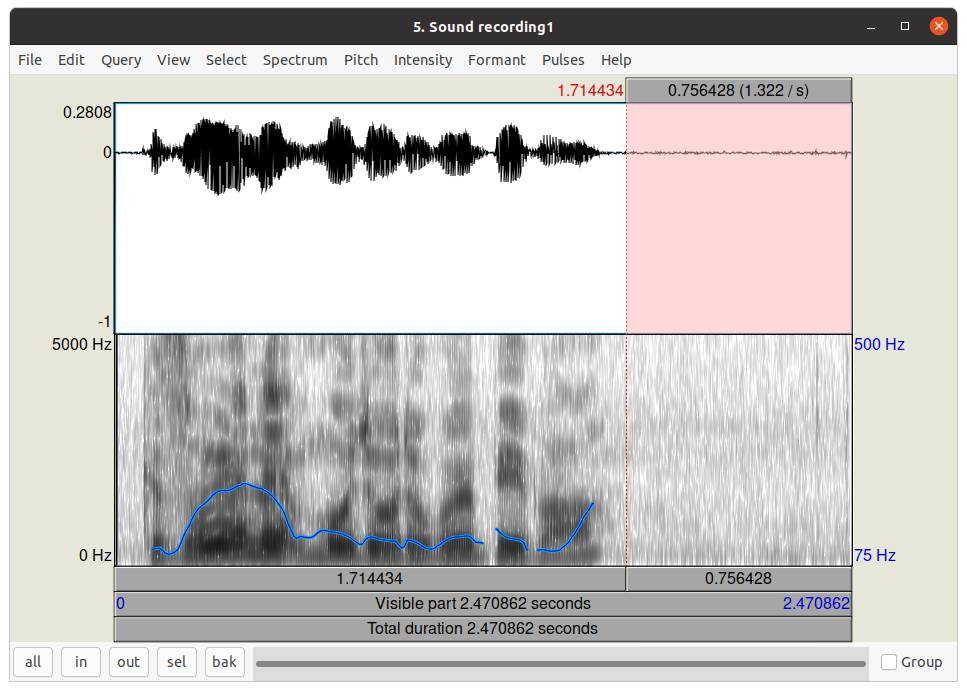 5. Sound recording1
File Edit Query View Select Spectrum Pitch Intensity Formant Pulses Help
1.714434 0.756428 (1.322 / s)
0.2808
0
-1
5000 Hz 500 Hz
0 Hz 75 Hz
1.714434 0.756428
0 Visible part 2.470862 seconds 2.470862
Total duration 2.470862 seconds
all in out sel bak Group